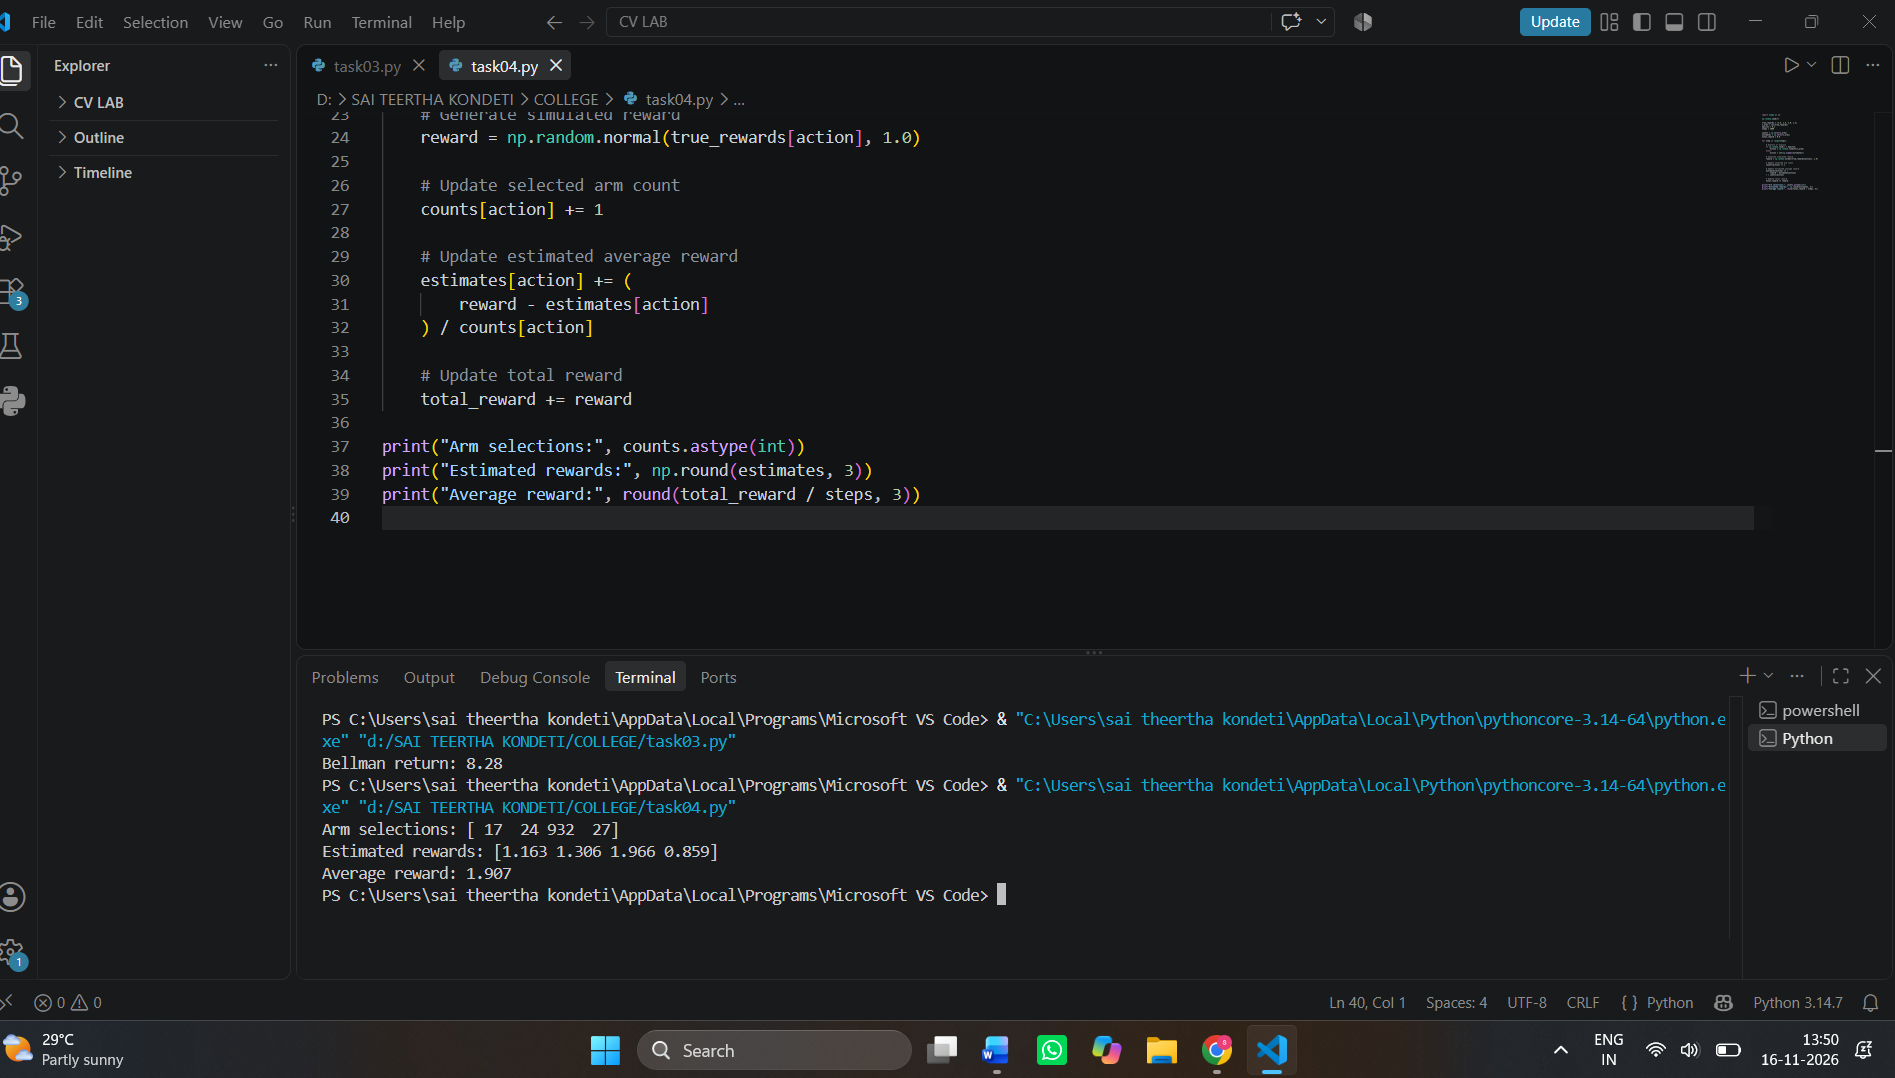 File Edit Selection View Go Run Terminal Help
CV LAB
Update
Explorer
CV LAB
Outline
Timeline
3
1
task03.py
task04.py
D: > SAI TEERTHA KONDETI > COLLEGE > task04.py > ...
23 # Generate simulated reward
24 reward = np.random.normal(true_rewards[action], 1.0)
25
26 # Update selected arm count
27 counts[action] += 1
28
29 # Update estimated average reward
30 estimates[action] += (
31 reward - estimates[action]
32 ) / counts[action]
33
34 # Update total reward
35 total_reward += reward
36
37 print("Arm selections:", counts.astype(int))
38 print("Estimated rewards:", np.round(estimates, 3))
39 print("Average reward:", round(total_reward / steps, 3))
40
Problems Output Debug Console Terminal Ports
PS C:\Users\sai theertha kondeti\AppData\Local\Programs\Microsoft VS Code> & "C:\Users\sai theertha kondeti\AppData\Local\Python\pythoncore-3.14-64\python.e
xe" "d:/SAI TEERTHA KONDETI/COLLEGE/task03.py"
Bellman return: 8.28
PS C:\Users\sai theertha kondeti\AppData\Local\Programs\Microsoft VS Code> & "C:\Users\sai theertha kondeti\AppData\Local\Python\pythoncore-3.14-64\python.e
xe" "d:/SAI TEERTHA KONDETI/COLLEGE/task04.py"
Arm selections: [ 17  24 932  27]
Estimated rewards: [1.163 1.306 1.966 0.859]
Average reward: 1.907
PS C:\Users\sai theertha kondeti\AppData\Local\Programs\Microsoft VS Code>
powershell
Python
0 0
Ln 40, Col 1 Spaces: 4 UTF-8 CRLF { } Python Python 3.14.7
29°C
Partly sunny
Search
ENG
IN
13:50
16-11-2026